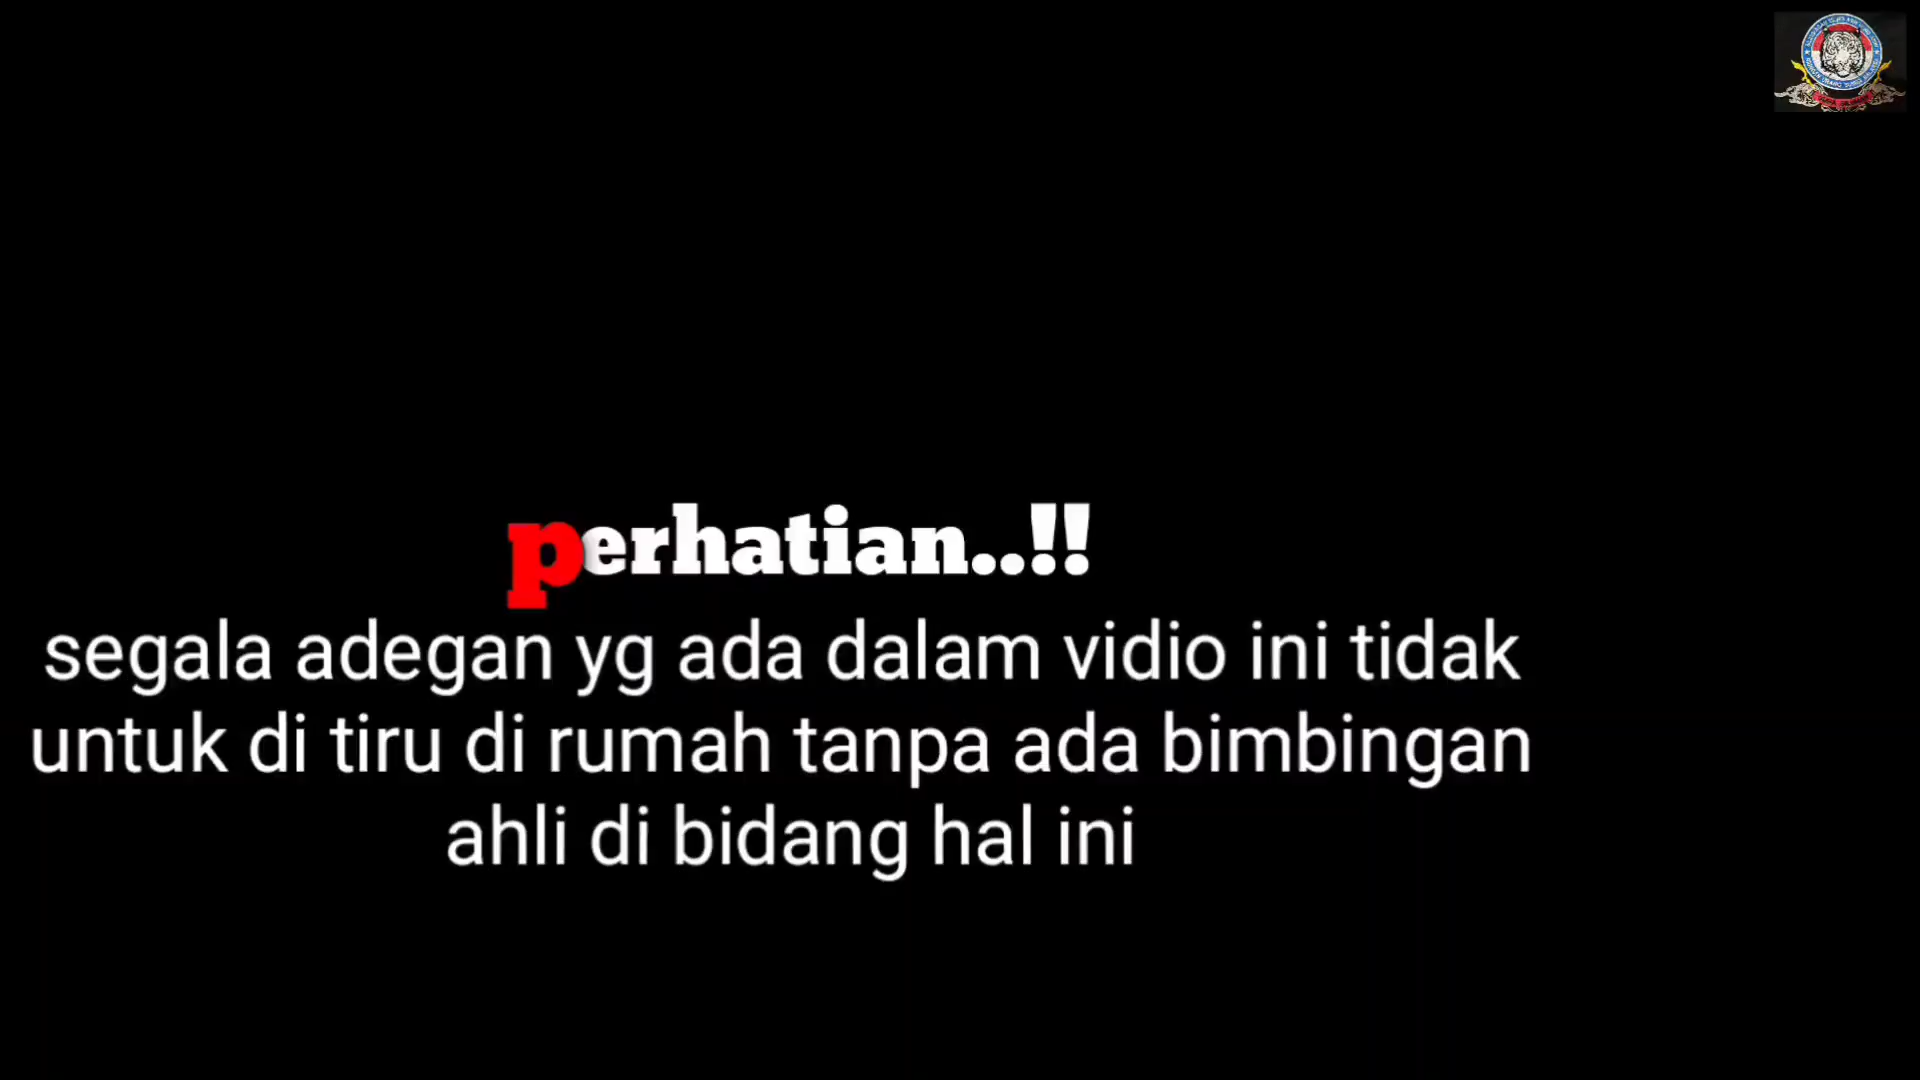 perhatian..!!
segala adegan yg ada dalam vidio ini tidak
untuk di tiru di rumah tanpa ada bimbingan
ahli di bidang hal ini